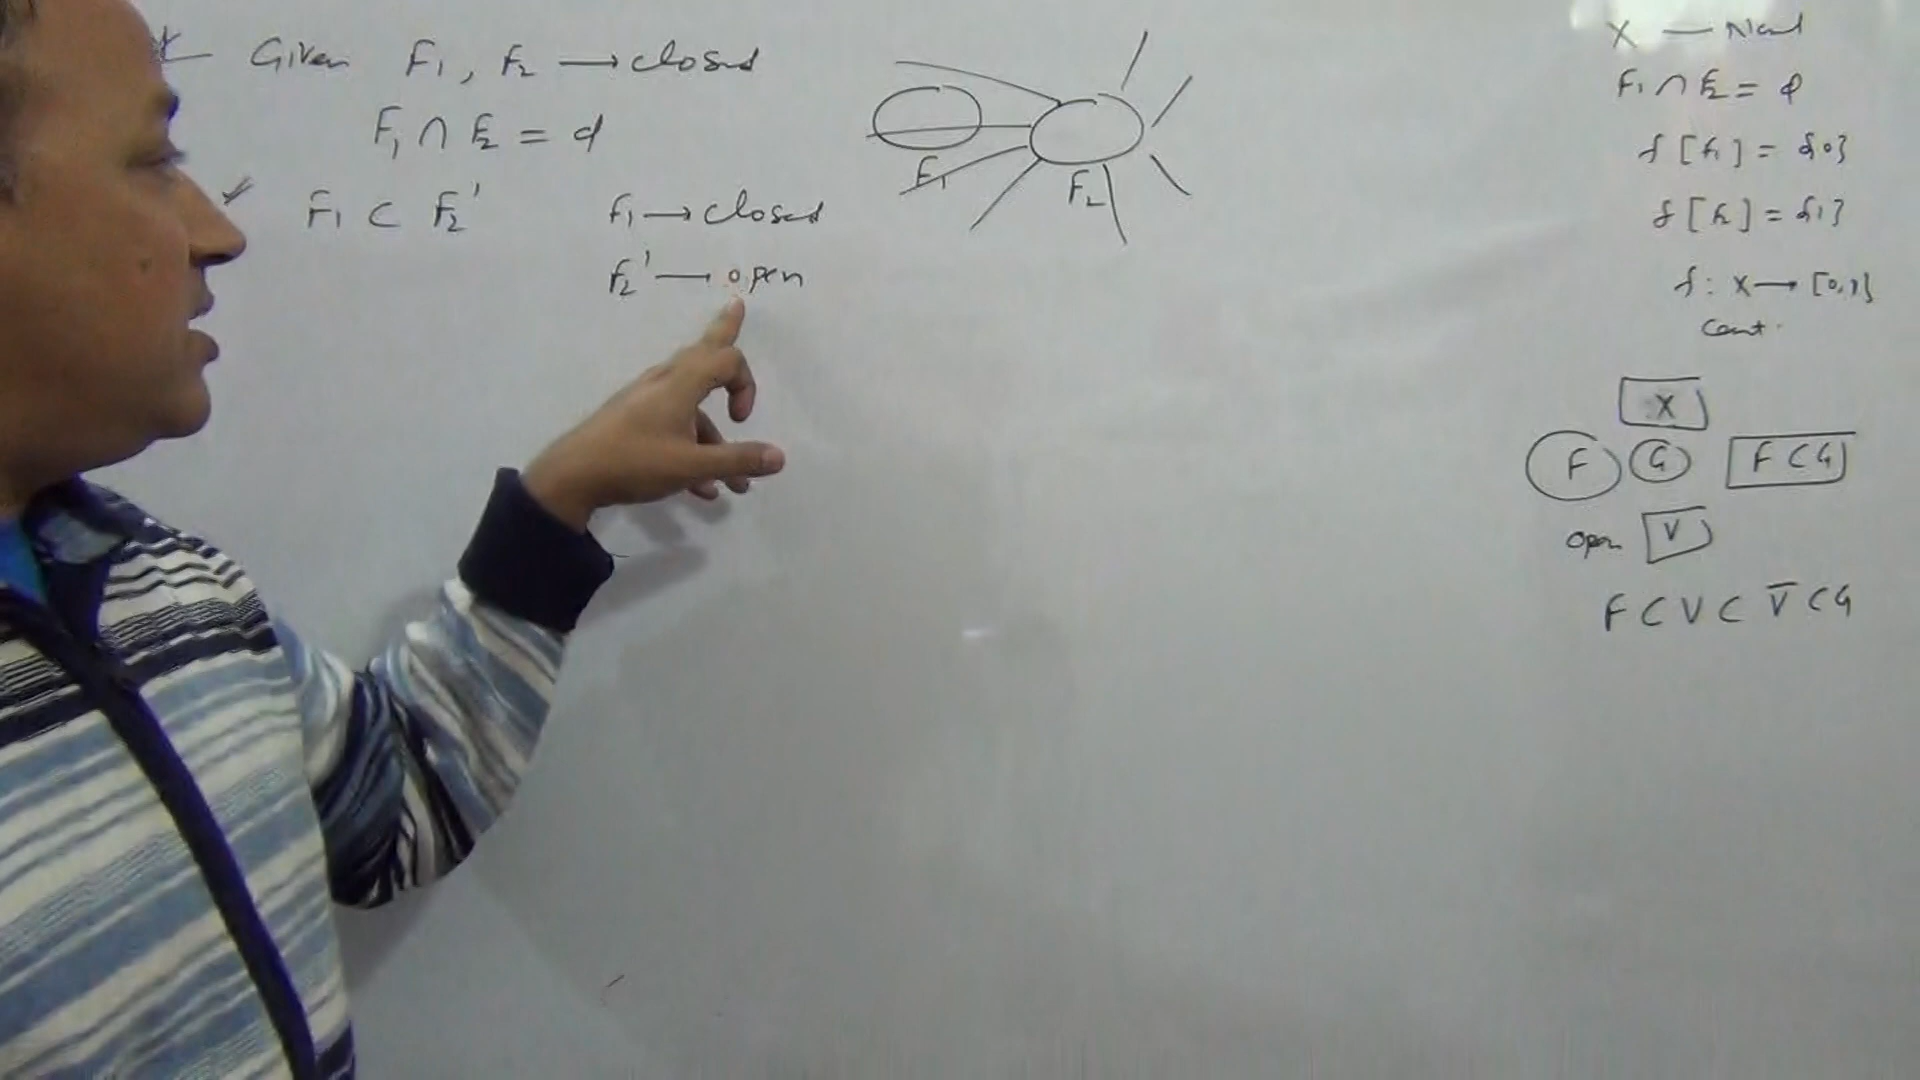 Given F1, F2 → closed
F1 ∩ F2 = φ
F1 ⊂ F2'
F1 → closed
F2' → open
F1
F2
X —
F1 ∩ F2 = φ
f [F1] = {0}
f [F2] = {1}
f : X → [0,1]
Cont.
X
F G F ⊂ G
open V
F ⊂ V ⊂ V̄ ⊂ G